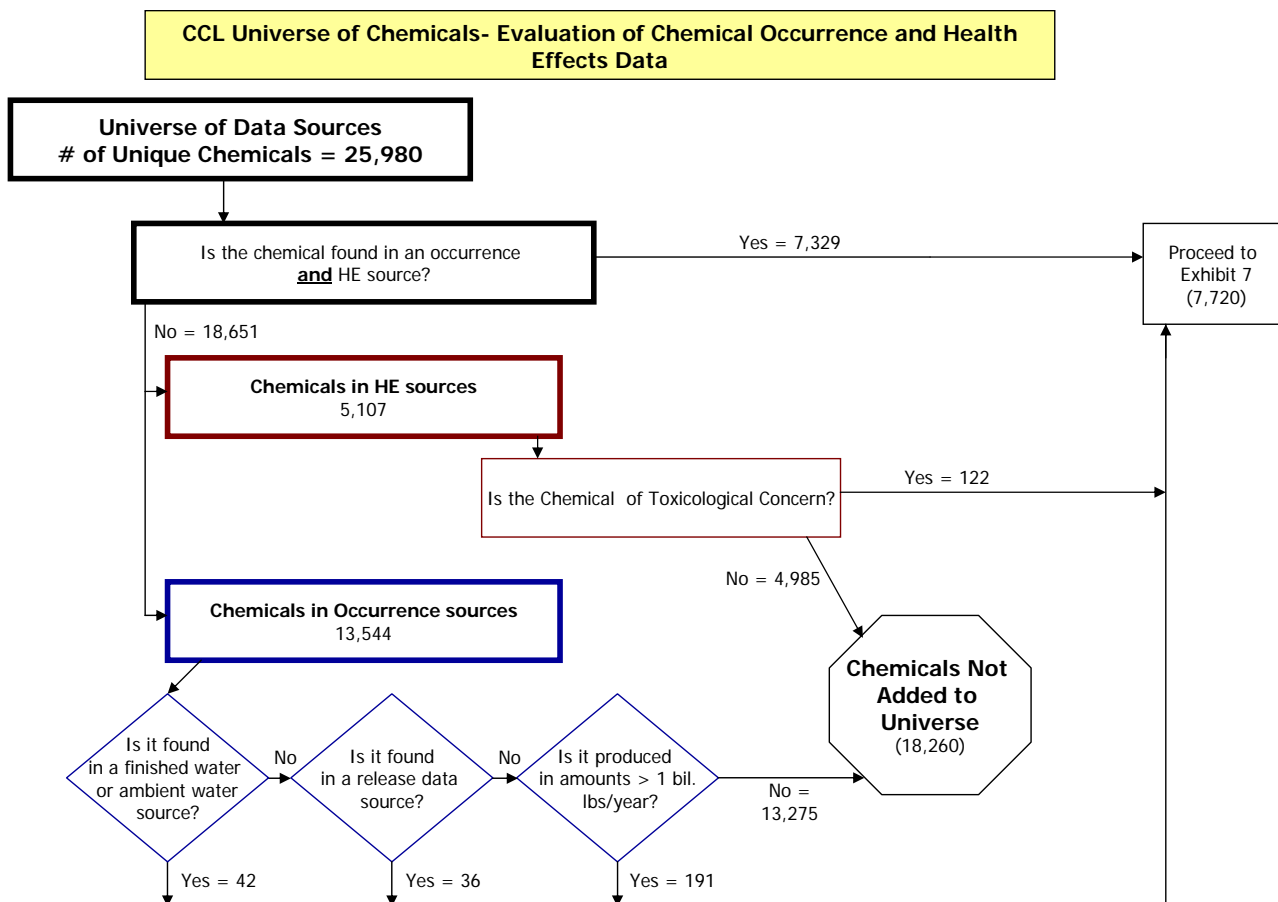 CCL Universe of Chemicals- Evaluation of Chemical Occurrence and Health
Effects Data
Universe of Data Sources
# of Unique Chemicals = 25,980
Is the chemical found in an occurrence
and HE source?
Yes = 7,329
Proceed to
Exhibit 7
(7,720)
No = 18,651
Chemicals in HE sources
5,107
Is the Chemical of Toxicological Concern?
Yes = 122
No = 4,985
Chemicals in Occurrence sources
13,544
Chemicals Not
Added to
Universe
(18,260)
Is it found
in a finished water
or ambient water
source?
No
Is it found
in a release data
source?
No
Is it produced
in amounts > 1 bil.
lbs/year?
No =
13,275
Yes = 42
Yes = 36
Yes = 191